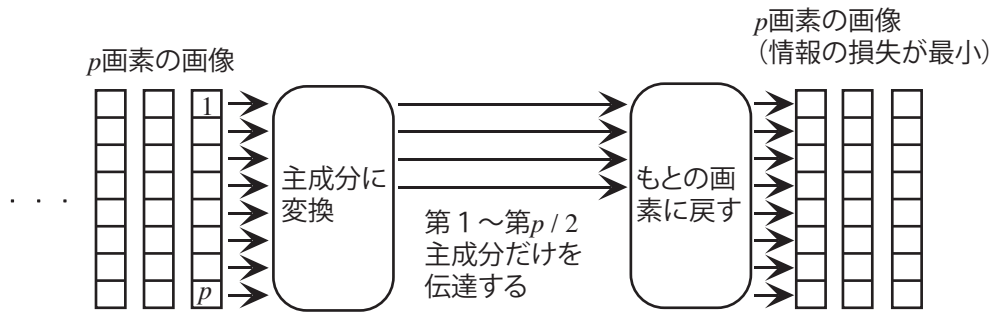 p画素の画像
1
p
. . .
主成分に
変換
第１～第p / 2
主成分だけを
伝達する
もとの画
素に戻す
p画素の画像
（情報の損失が最小）